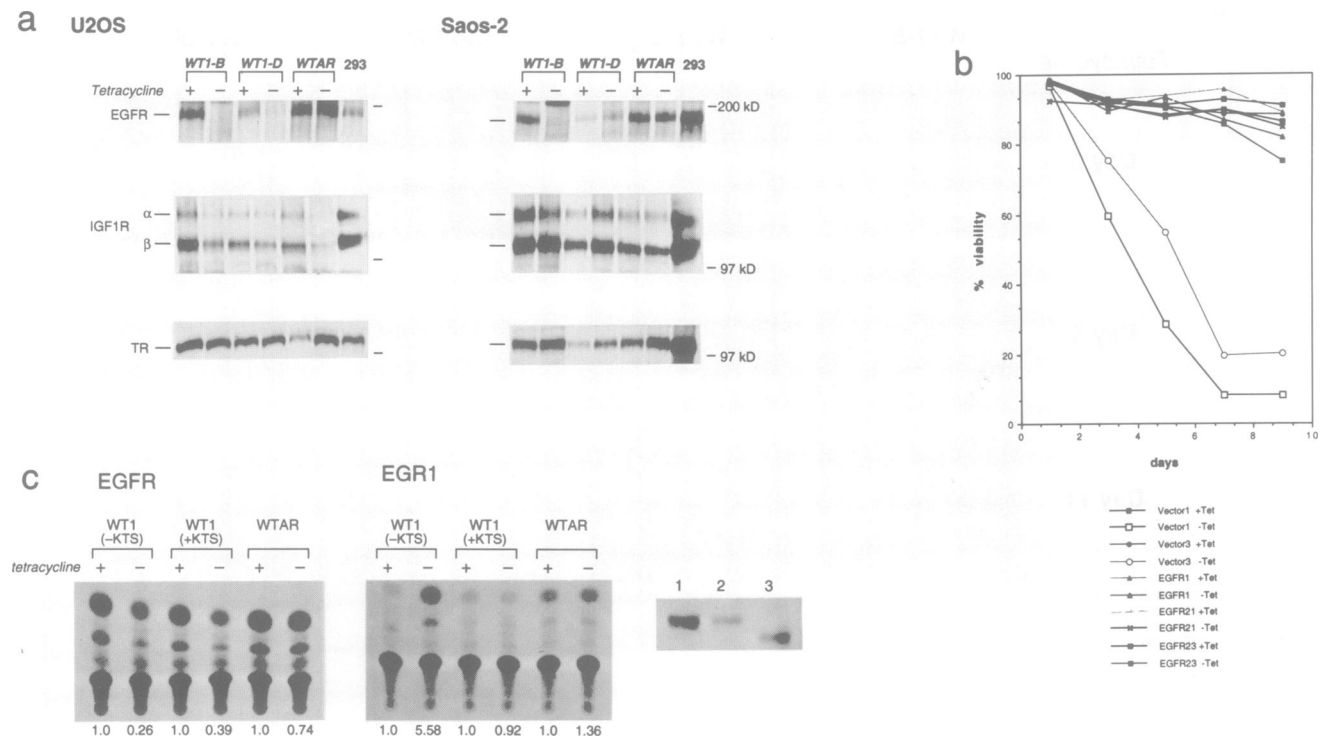 a
U2OS
Saos-2
WT1-B WT1-D WTAR 293
Tetracycline + − + − + −
EGFR
IGF1R
α
β
TR
WT1-B WT1-D WTAR 293
+ − + − + −
200 kD
97 kD
97 kD
b
100
80
60
40
20
0
% viability
0 2 4 6 8 10
days
Vector1 +Tet
Vector1 -Tet
Vector3 +Tet
Vector3 -Tet
EGFR1 +Tet
EGFR1 -Tet
EGFR21 +Tet
EGFR21 -Tet
EGFR23 +Tet
EGFR23 -Tet
c
EGFR
WT1 WT1 WTAR
(−KTS) (+KTS)
tetracycline + − + − + −
1.0 0.26 1.0 0.39 1.0 0.74
EGR1
WT1 WT1 WTAR
(−KTS) (+KTS)
+ − + − + −
1.0 5.58 1.0 0.92 1.0 1.36
1 2 3